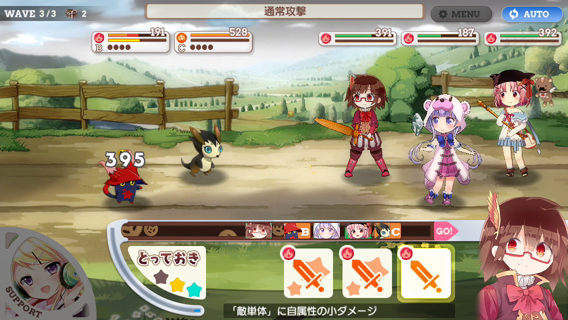 WAVE 3/3
2
通常攻撃
MENU
AUTO
191
B
528
C
391
187
392
395
B
C
GO!
とっておき
SUPPORT
「敵単体」に自属性の小ダメージ